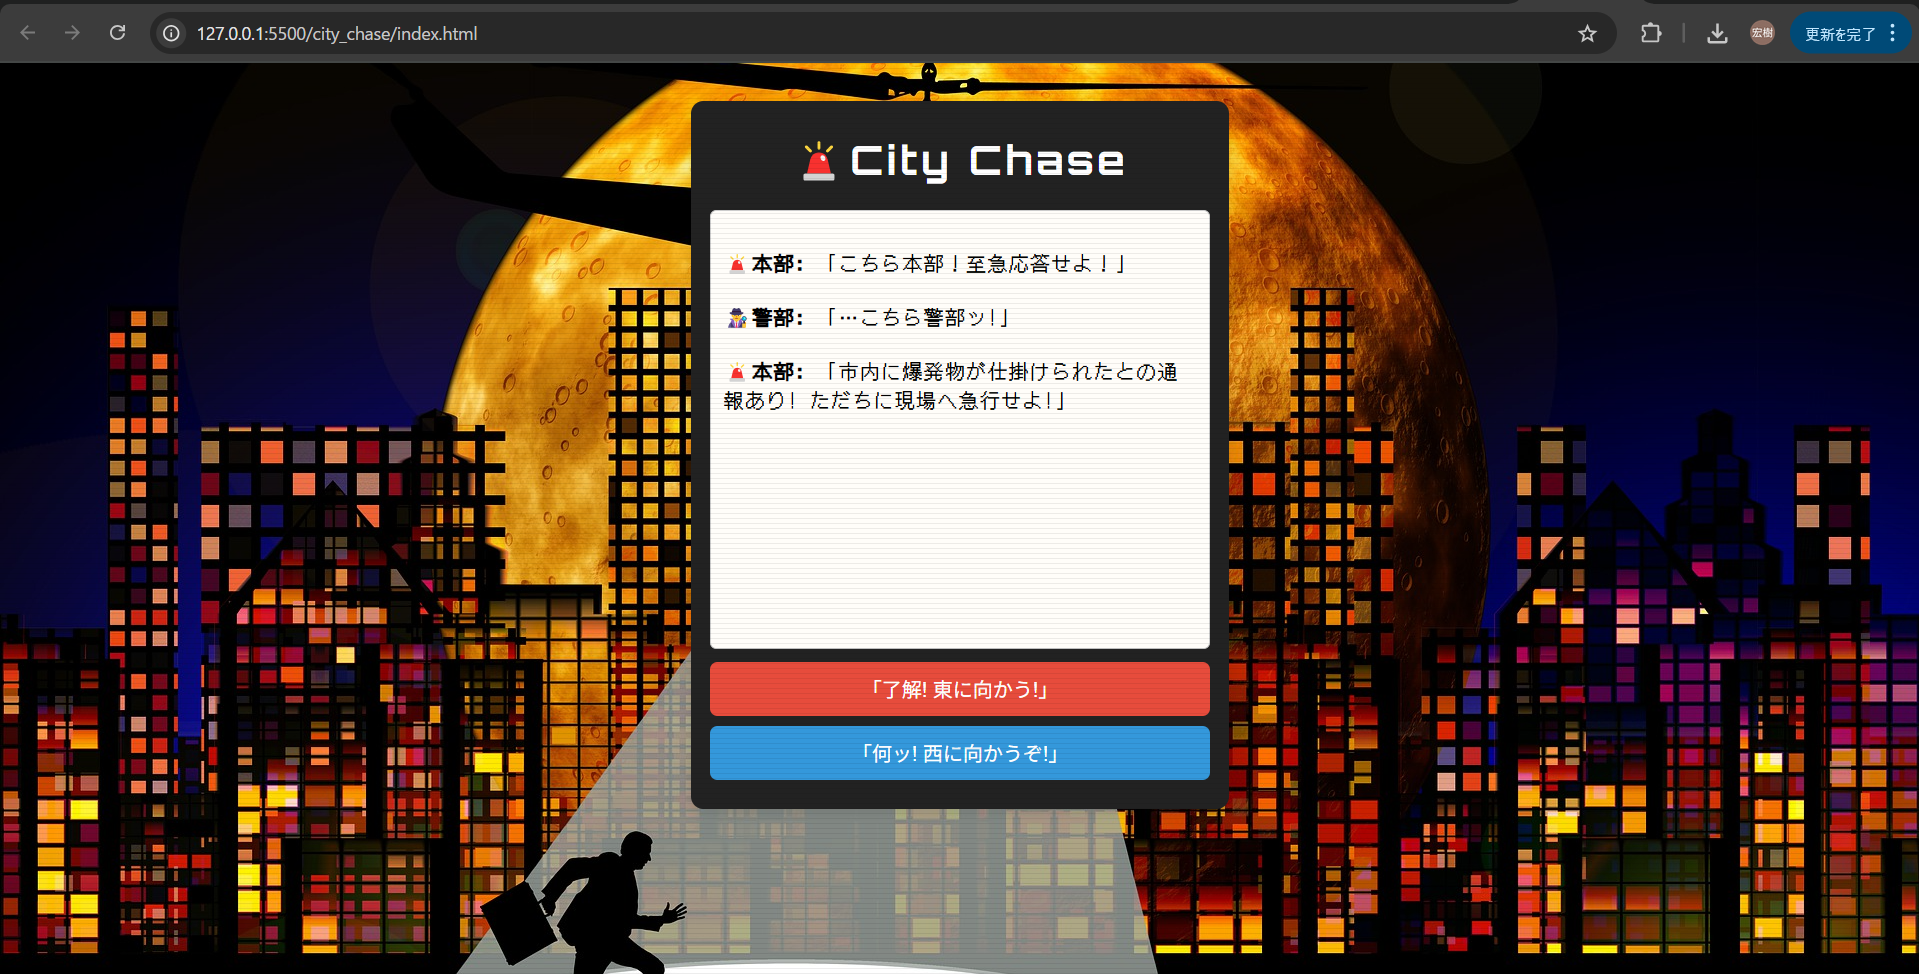 127.0.0.1:5500/city_chase/index.html
宏樹
更新を完了
City Chase
本部：「こちら本部！至急応答せよ！」
警部：「…こちら警部ッ!」
本部：「市内に爆発物が仕掛けられたとの通
報あり! ただちに現場へ急行せよ!」
「了解! 東に向かう!」
「何ッ! 西に向かうぞ!」